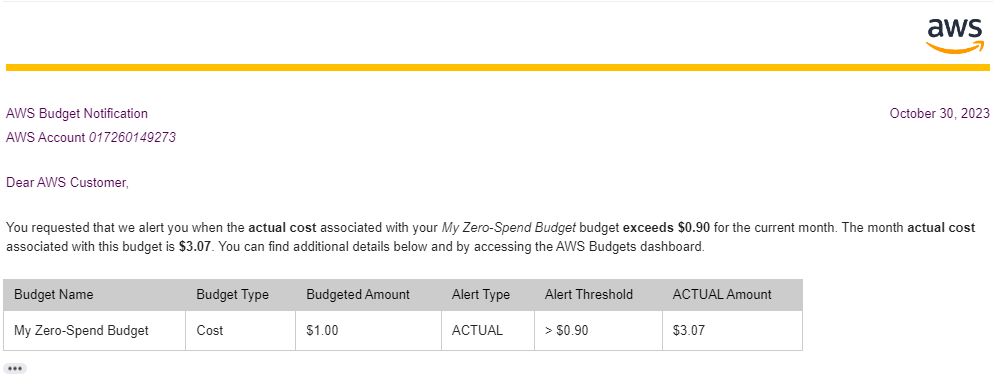 aws
AWS Budget Notification
October 30, 2023
AWS Account 017260149273
Dear AWS Customer,
You requested that we alert you when the actual cost associated with your My Zero-Spend Budget budget exceeds $0.90 for the current month. The month actual cost
associated with this budget is $3.07. You can find additional details below and by accessing the AWS Budgets dashboard.
Budget Name Budget Type Budgeted Amount Alert Type Alert Threshold ACTUAL Amount
My Zero-Spend Budget Cost $1.00 ACTUAL > $0.90 $3.07